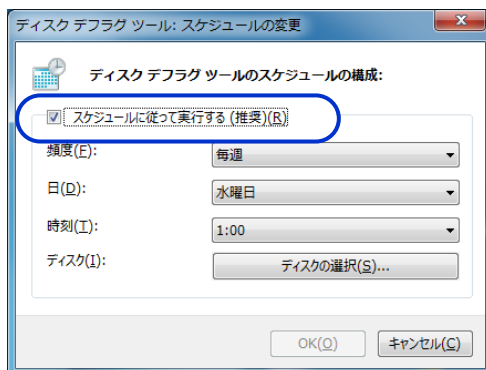 ディスク デフラグ ツール: スケジュールの変更
ディスク デフラグ ツールのスケジュールの構成:
スケジュールに従って実行する (推奨)(R)
頻度(F):
毎週
日(D):
水曜日
時刻(T):
1:00
ディスク(I):
ディスクの選択(S)...
OK(O)
キャンセル(C)